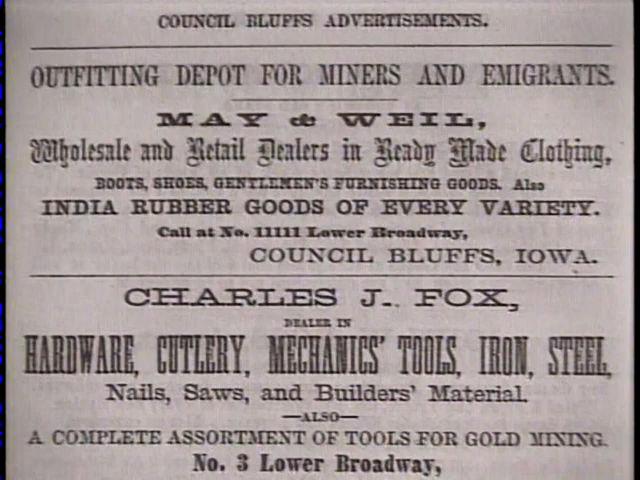 COUNCIL BLUFFS ADVERTISEMENTS.
OUTFITTING DEPOT FOR MINERS AND EMIGRANTS.
MAY & WEIL,
Wholesale and Retail Dealers in Ready Made Clothing,
BOOTS, SHOES, GENTLEMEN'S FURNISHING GOODS. Also
INDIA RUBBER GOODS OF EVERY VARIETY.
Call at No. 11111 Lower Broadway,
COUNCIL BLUFFS, IOWA.
CHARLES J. FOX,
DEALER IN
HARDWARE, CUTLERY, MECHANICS' TOOLS, IRON, STEEL,
Nails, Saws, and Builders' Material.
—ALSO—
A COMPLETE ASSORTMENT OF TOOLS FOR GOLD MINING.
No. 3 Lower Broadway,